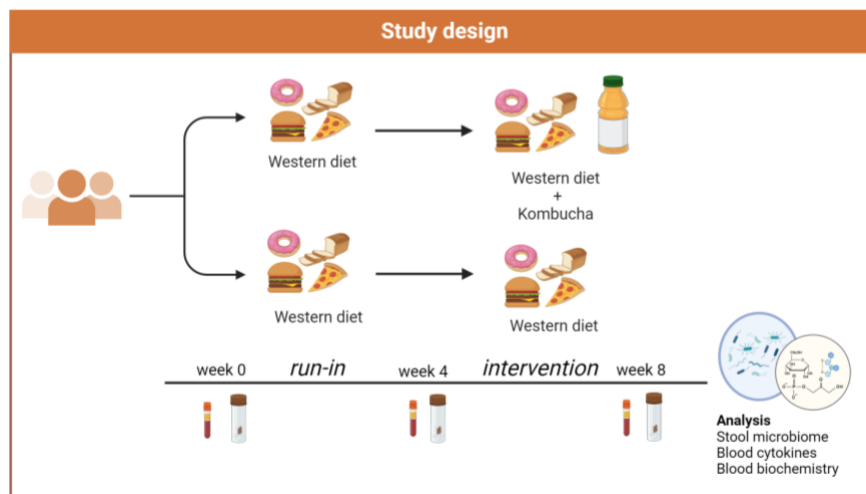 Study design
Western diet
Western diet
+
Kombucha
Western diet
Western diet
week 0
run-in
week 4
intervention
week 8
Analysis
Stool microbiome
Blood cytokines
Blood biochemistry